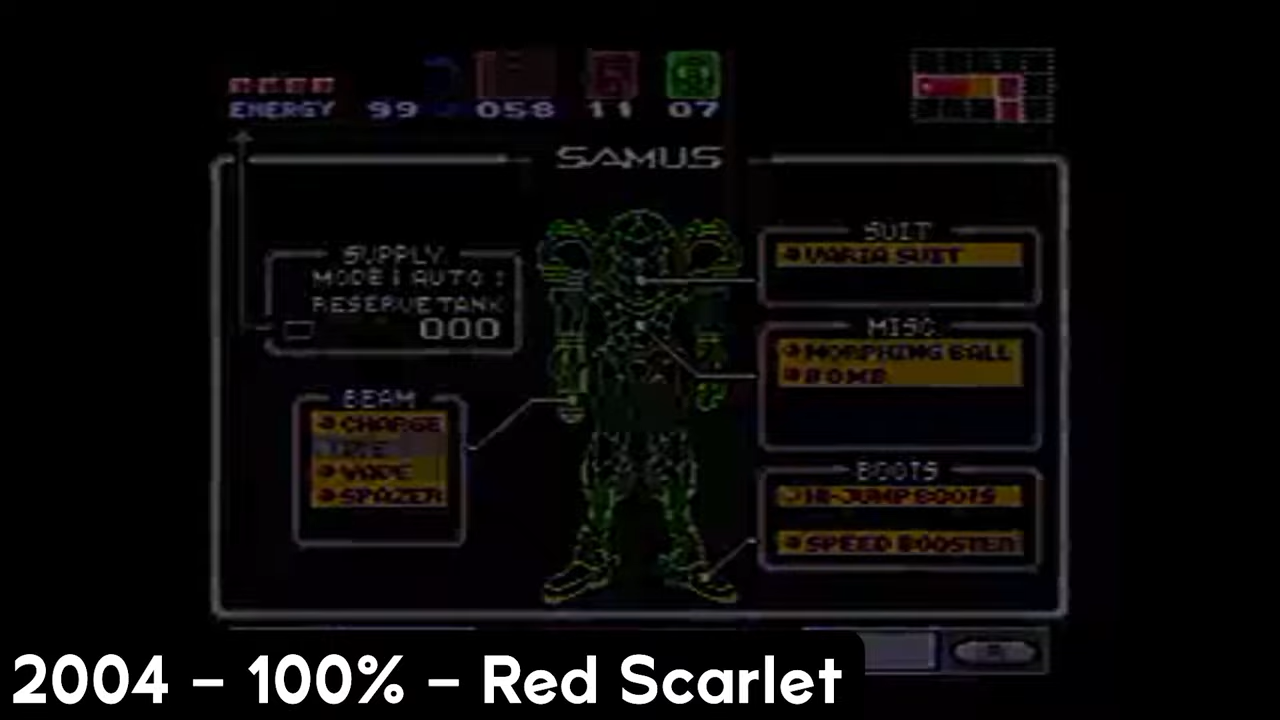 ENERGY 99 058 11 07
SAMUS
SUPPLY
MODE [AUTO]
RESERVE TANK
000
BEAM
CHARGE
WAVE
SPAZER
SUIT
VARIA SUIT
MISC.
MORPHING BALL
BOMB
BOOTS
HI-JUMP BOOTS
SPEED BOOSTER
2004 – 100% – Red Scarlet